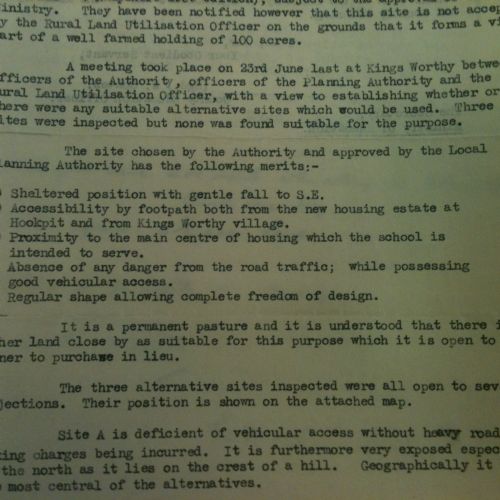 Ministry. They have been notified however that this site is not accep
by the Rural Land Utilisation Officer on the grounds that it forms a vi
art of a well farmed holding of 100 acres.
A meeting took place on 23rd June last at Kings Worthy betwe
fficers of the Authority, officers of the Planning Authority and the
ural Land Utilisation Officer, with a view to establishing whether or
here were any suitable alternative sites which would be used. Three
ites were inspected but none was found suitable for the purpose.
The site chosen by the Authority and approved by the Local
lanning Authority has the following merits:-
Sheltered position with gentle fall to S.E.
Accessibility by footpath both from the new housing estate at
Hookpit and from Kings Worthy village.
Proximity to the main centre of housing which the school is
intended to serve.
Absence of any danger from the road traffic; while possessing
good vehicular access.
Regular shape allowing complete freedom of design.
It is a permanent pasture and it is understood that there i
her land close by as suitable for this purpose which it is open to
ner to purchase in lieu.
The three alternative sites inspected were all open to sev
jections. Their position is shown on the attached map.
Site A is deficient of vehicular access without heavy road
king charges being incurred. It is furthermore very exposed espec
the north as it lies on the crest of a hill. Geographically it
most central of the alternatives.